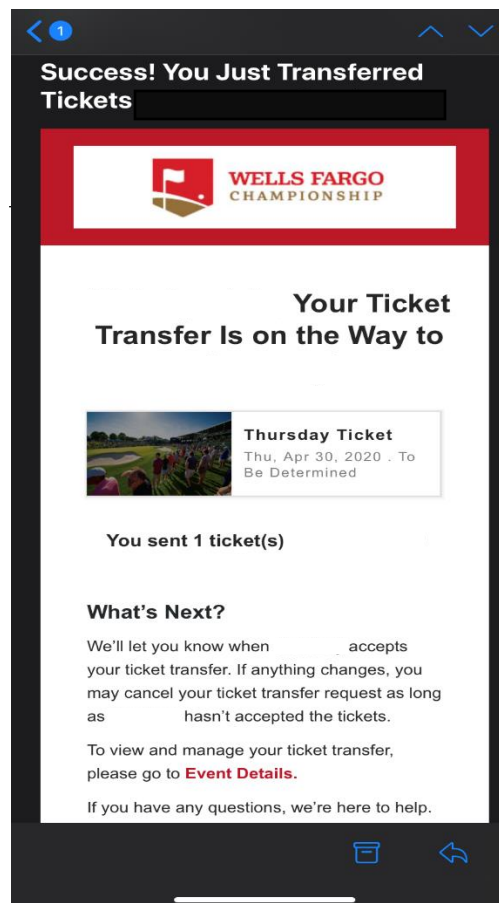 1
Success! You Just Transferred
Tickets
WELLS FARGO
CHAMPIONSHIP
Your Ticket
Transfer Is on the Way to
Thursday Ticket
Thu, Apr 30, 2020 . To
Be Determined
You sent 1 ticket(s)
What's Next?
We'll let you know when accepts
your ticket transfer. If anything changes, you
may cancel your ticket transfer request as long
as hasn't accepted the tickets.
To view and manage your ticket transfer,
please go to Event Details.
If you have any questions, we're here to help.